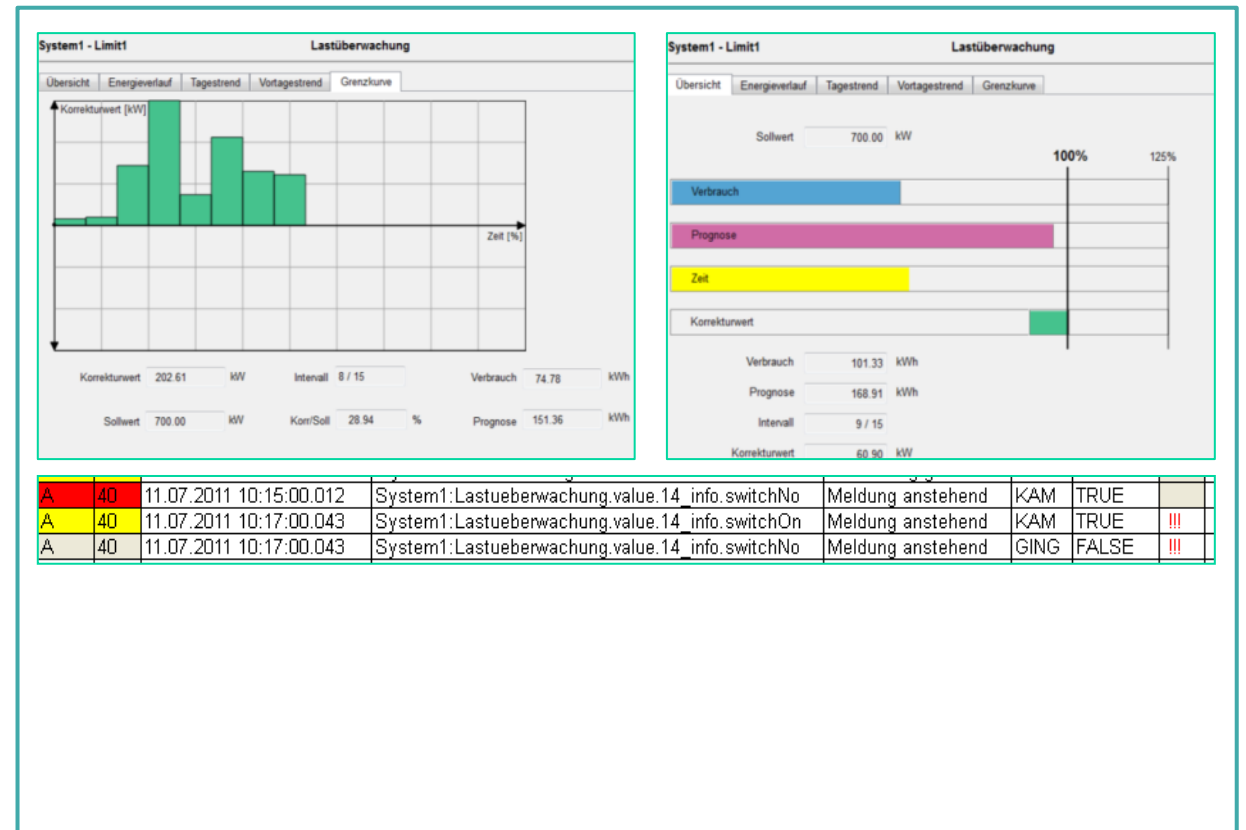 System1 - Limit1 Lastüberwachung
Übersicht Energieverlauf Tagestrend Vortagestrend Grenzkurve
Korrekturwert [kW]
Zeit [%]
Korrekturwert 202.61 kW Intervall 8 / 15 Verbrauch 74.78 kWh
Sollwert 700.00 kW Korr/Soll 28.94 % Prognose 151.36 kWh
System1 - Limit1 Lastüberwachung
Übersicht Energieverlauf Tagestrend Vortagestrend Grenzkurve
Sollwert 700.00 kW
100% 125%
Verbrauch
Prognose
Zeit
Korrekturwert
Verbrauch 101.33 kWh
Prognose 168.91 kWh
Intervall 9 / 15
Korrekturwert 60.90 kW
A 40 11.07.2011 10:15:00.012 System1:Lastueberwachung.value.14_info.switchNo Meldung anstehend KAM TRUE
A 40 11.07.2011 10:17:00.043 System1:Lastueberwachung.value.14_info.switchOn Meldung anstehend KAM TRUE !!!
A 40 11.07.2011 10:17:00.043 System1:Lastueberwachung.value.14_info.switchNo Meldung anstehend GING FALSE !!!